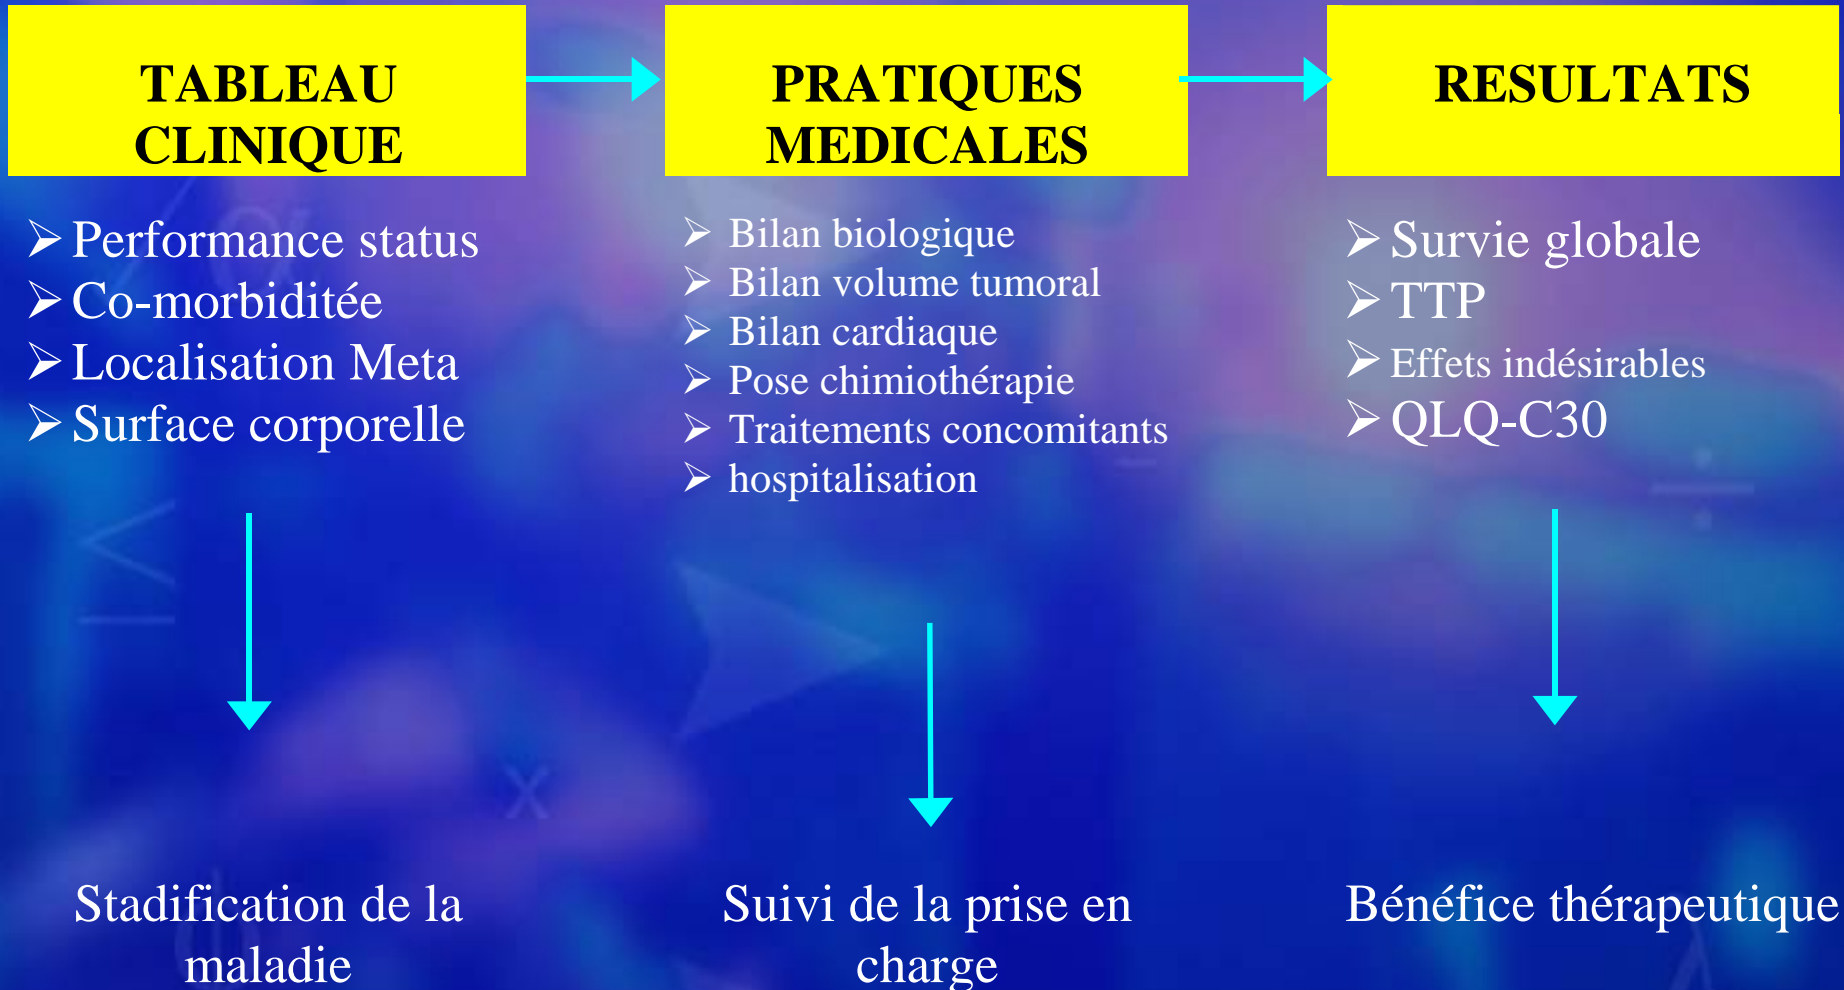 TABLEAU
CLINIQUE
Performance status
Co-morbiditée
Localisation Meta
Surface corporelle
Stadification de la
maladie
PRATIQUES
MEDICALES
Bilan biologique
Bilan volume tumoral
Bilan cardiaque
Pose chimiothérapie
Traitements concomitants
hospitalisation
Suivi de la prise en
charge
RESULTATS
Survie globale
TTP
Effets indésirables
QLQ-C30
Bénéfice thérapeutique